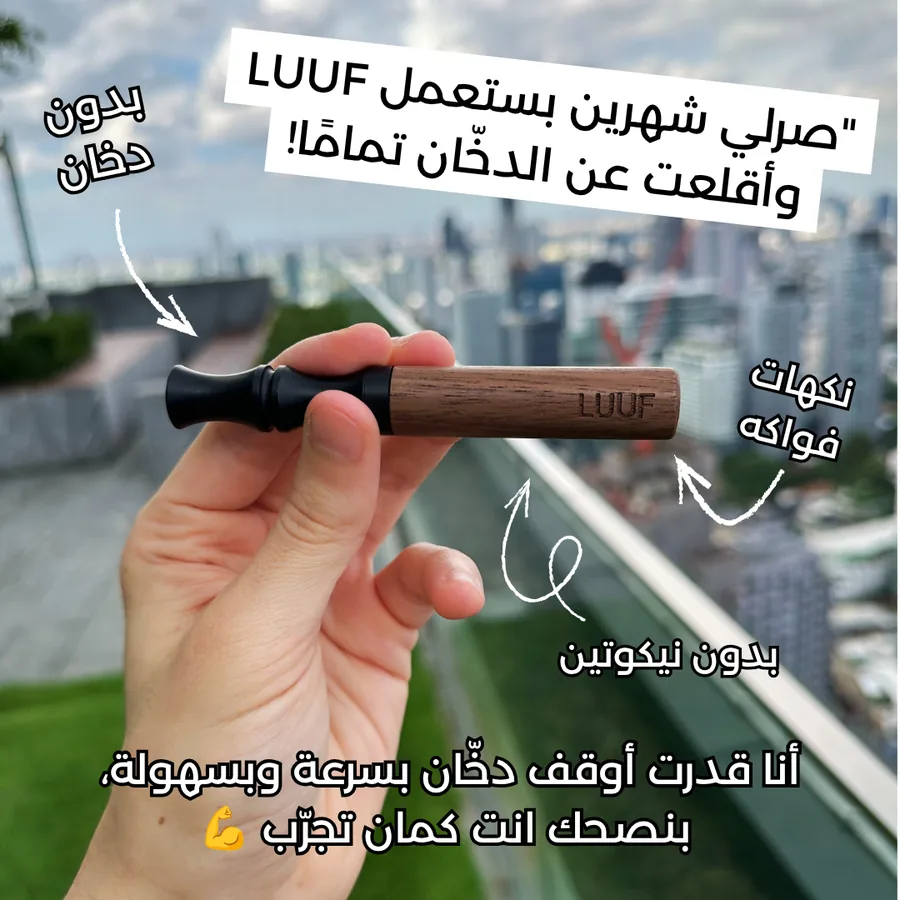 "صرلي شهرين بستعمل LUUF
وأقلعت عن الدخّان تمامًا!
بدون
دخان
نكهات
فواكه
LUUF
بدون نيكوتين
أنا قدرت أوقف دخّان بسرعة وبسهولة،
بنصحك انت كمان تجرّب 💪